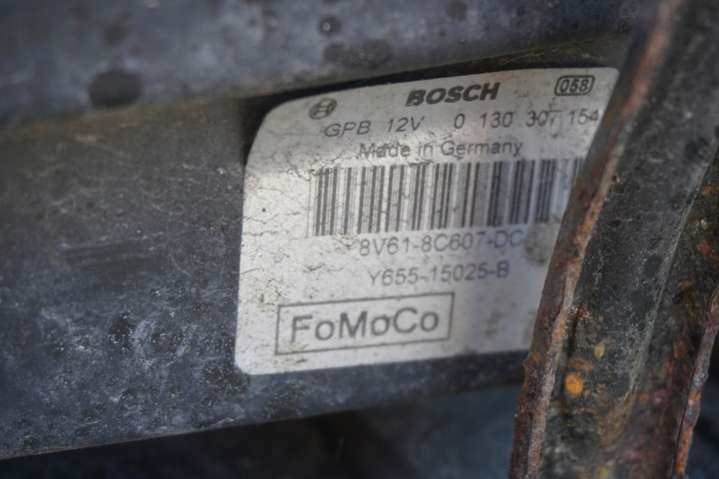 BOSCH 058
GPB 12V 0 130 307 154
Made in Germany
8V61-8C607-DC
Y655-15025-B
FoMoCo